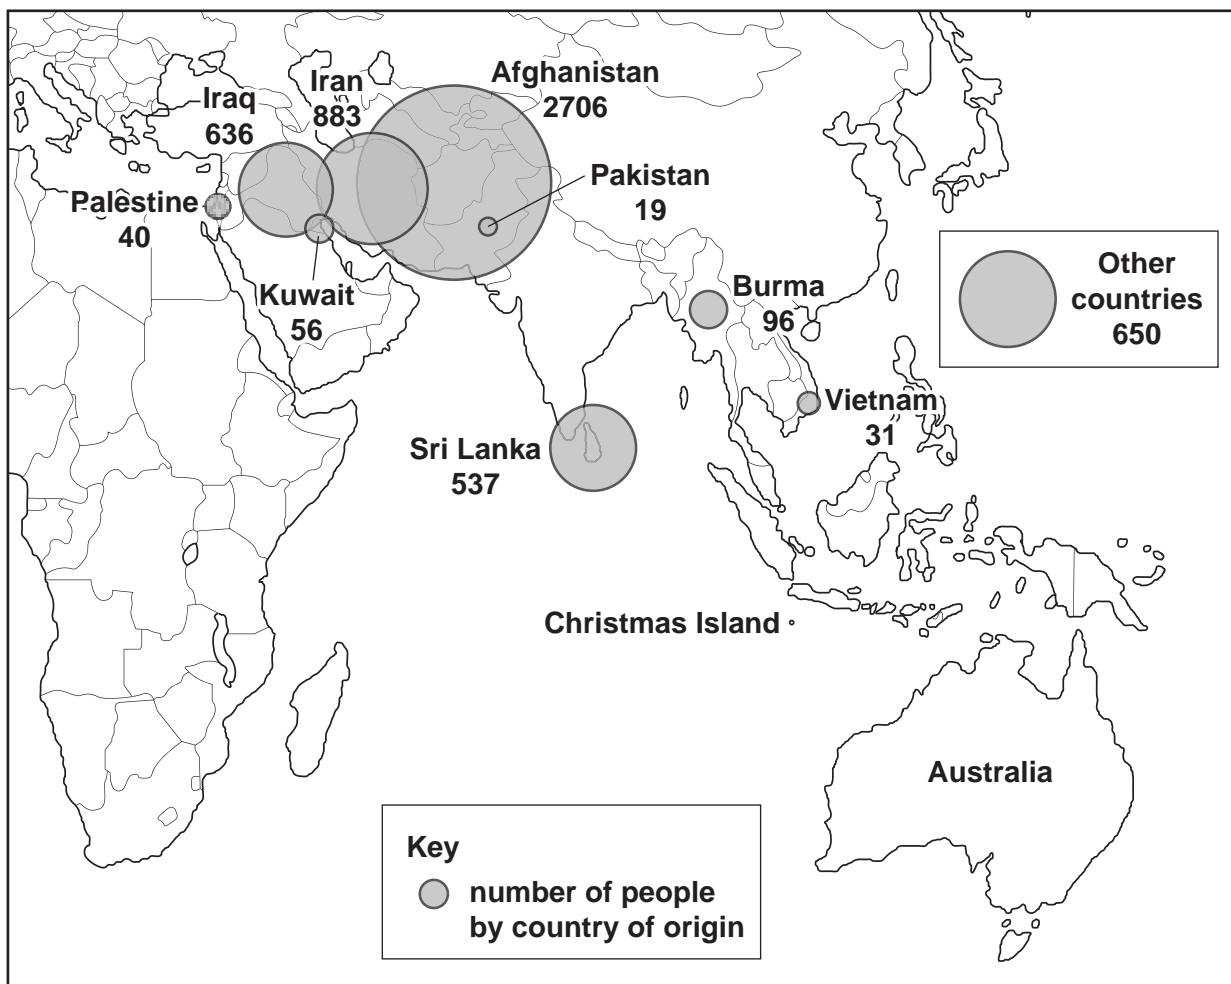 Afghanistan
2706
Iran
883
Iraq
636
Pakistan
19
Palestine
40
Kuwait
56
Burma
96
Other
countries
650
Vietnam
31
Sri Lanka
537
Christmas Island
Australia
Key
number of people
by country of origin